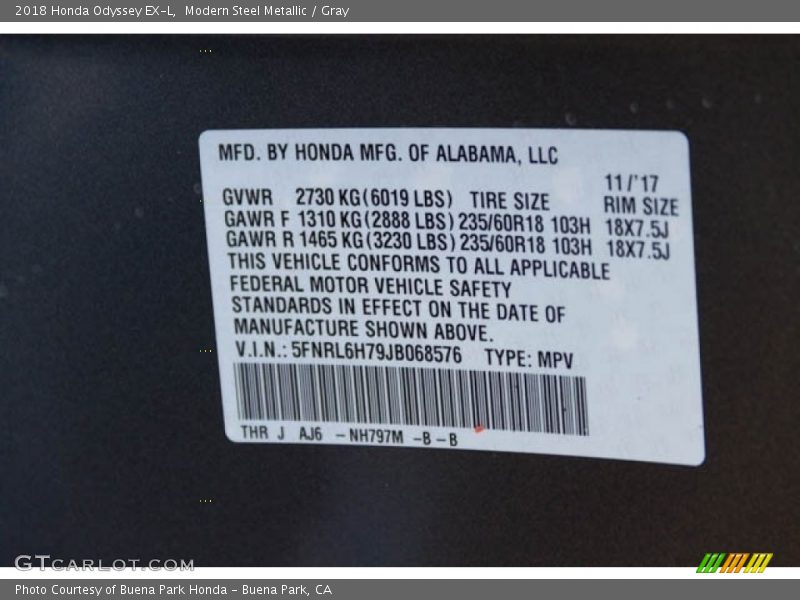 2018 Honda Odyssey EX-L, Modern Steel Metallic / Gray
MFD. BY HONDA MFG. OF ALABAMA, LLC
11/'17
GVWR 2730 KG(6019 LBS) TIRE SIZE RIM SIZE
GAWR F 1310 KG(2888 LBS) 235/60R18 103H 18X7.5J
GAWR R 1465 KG(3230 LBS) 235/60R18 103H 18X7.5J
THIS VEHICLE CONFORMS TO ALL APPLICABLE
FEDERAL MOTOR VEHICLE SAFETY
STANDARDS IN EFFECT ON THE DATE OF
MANUFACTURE SHOWN ABOVE.
V.I.N.: 5FNRL6H79JB068576 TYPE: MPV
THR J AJ6 -NH797M -B-B
GTCARLOT.COM
Photo Courtesy of Buena Park Honda - Buena Park, CA